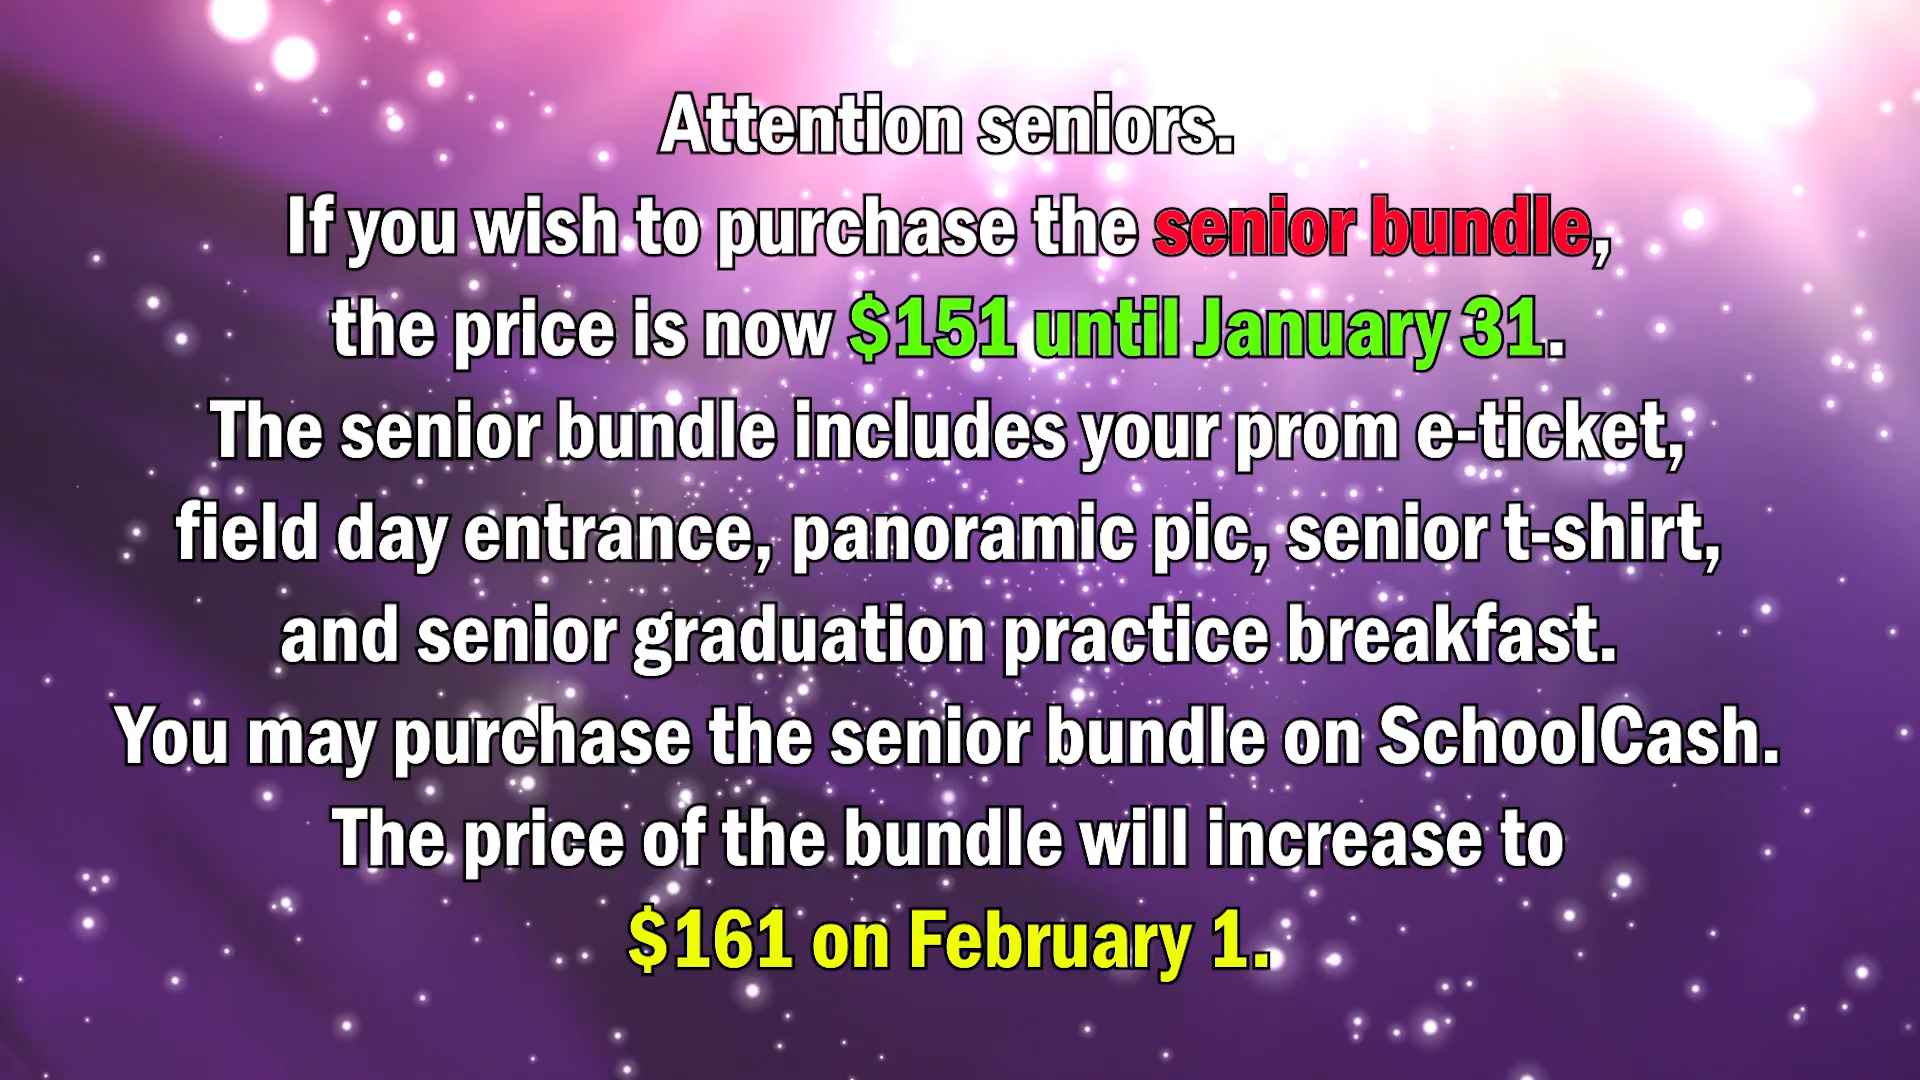 Attention seniors.
If you wish to purchase the senior bundle,
the price is now $151 until January 31.
The senior bundle includes your prom e-ticket,
field day entrance, panoramic pic, senior t-shirt,
and senior graduation practice breakfast.
You may purchase the senior bundle on SchoolCash.
The price of the bundle will increase to
$161 on February 1.